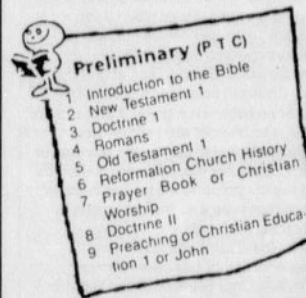 Preliminary (P T C)
1 Introduction to the Bible
2 New Testament 1
3. Doctrine 1
4 Romans
5 Old Testament 1
6 Reformation Church History
7 Prayer Book or Christian
Worship
8 Doctrine II
9 Preaching or Christian Educa-
tion 1 or John